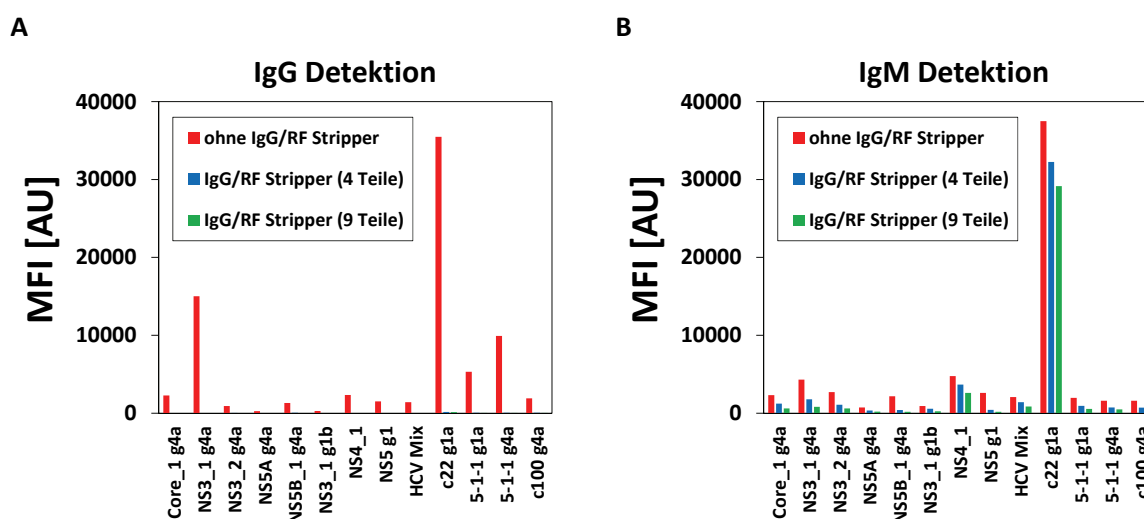 A
IgG Detektion
MFI [AU]
40000
30000
20000
10000
0
ohne IgG/RF Stripper
IgG/RF Stripper (4 Teile)
IgG/RF Stripper (9 Teile)
Core_1 g4a
NS3_1 g4a
NS3_2 g4a
NS5A g4a
NS5B_1 g4a
NS3_1 g1b
NS4_1
NS5 g1
HCV Mix
c22 g1a
5-1-1 g1a
5-1-1 g4a
c100 g4a
B
IgM Detektion
MFI [AU]
40000
30000
20000
10000
0
ohne IgG/RF Stripper
IgG/RF Stripper (4 Teile)
IgG/RF Stripper (9 Teile)
Core_1 g4a
NS3_1 g4a
NS3_2 g4a
NS5A g4a
NS5B_1 g4a
NS3_1 g1b
NS4_1
NS5 g1
HCV Mix
c22 g1a
5-1-1 g1a
5-1-1 g4a
c100 g4a